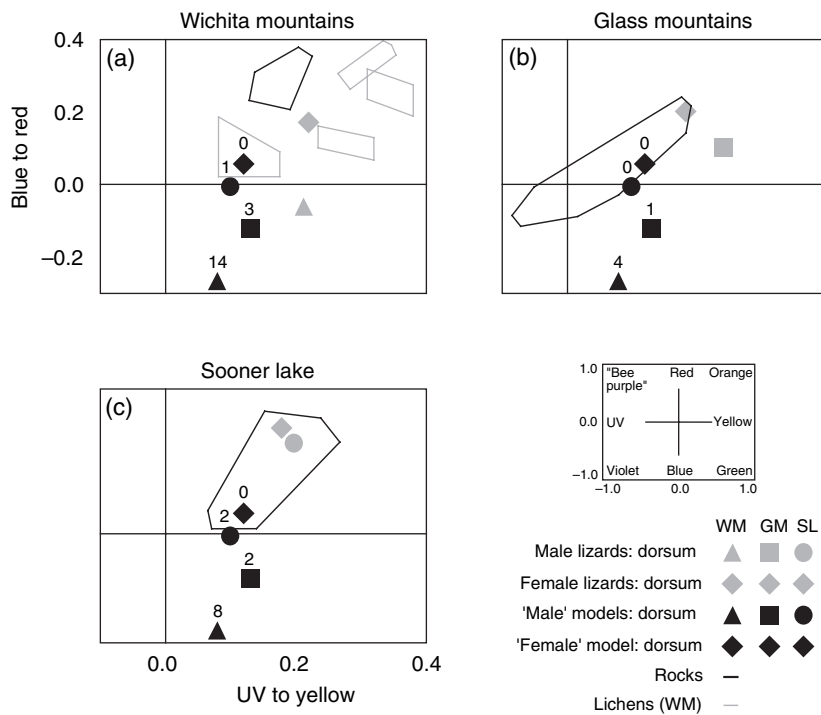 Wichita mountains
Glass mountains
0.4
(a)
(b)
0.2
0
0
1
0
0.0
3
1
−0.2
14
4
Blue to red
Sooner lake
(c)
0
2
2
8
0.0 0.2 0.4
UV to yellow
1.0
"Bee
purple"
Red
Orange
0.0
UV
Yellow
−1.0
Violet
Blue
Green
−1.0 0.0 1.0
WM GM SL
Male lizards: dorsum
Female lizards: dorsum
'Male' models: dorsum
'Female' model: dorsum
Rocks
Lichens (WM)